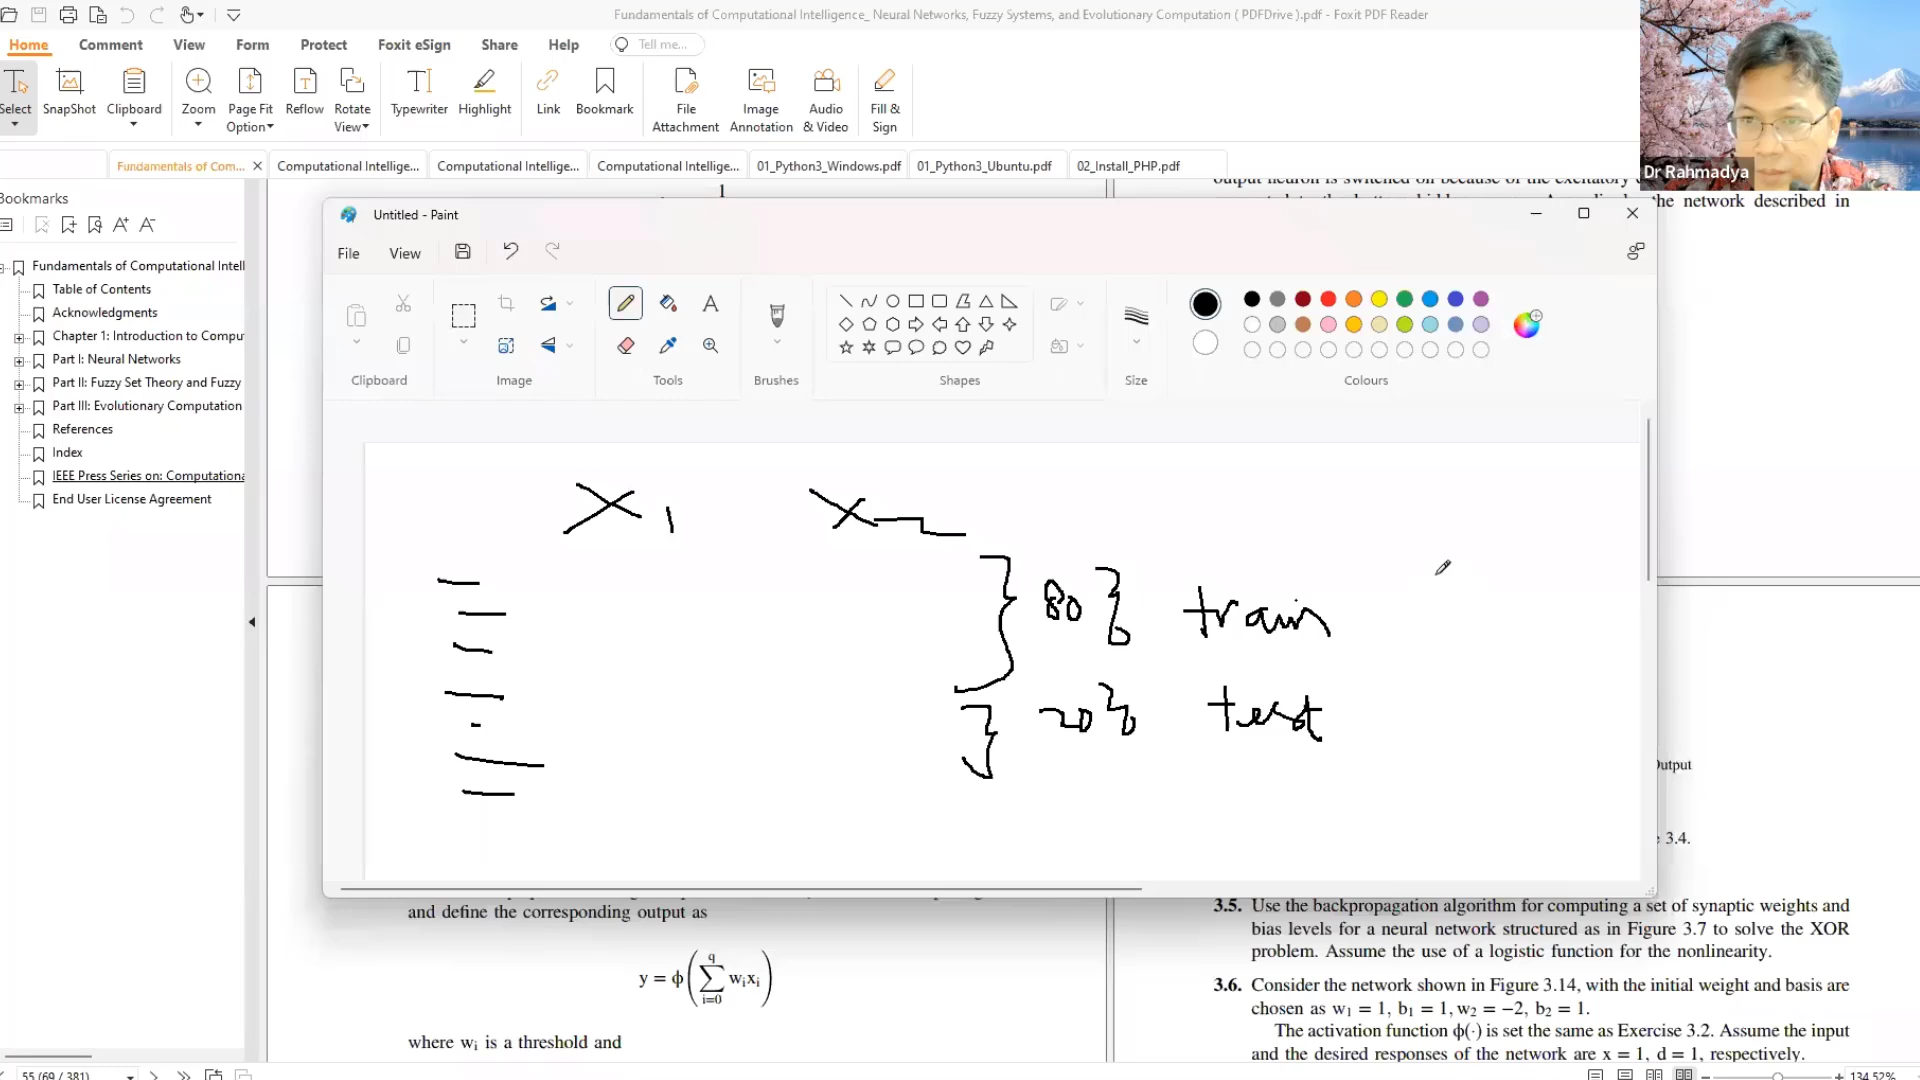 Fundamentals of Computational Intelligence_ Neural Networks, Fuzzy Systems, and Evolutionary Computation ( PDFDrive ).pdf - Foxit PDF Reader
Home Comment View Form Protect Foxit eSign Share Help Tell me...
Select SnapShot Clipboard Zoom Page Fit Option Reflow Rotate View Typewriter Highlight Link Bookmark File Attachment Image Annotation Audio & Video Fill & Sign
Fundamentals of Com... Computational Intellige... Computational Intellige... Computational Intellige... 01_Python3_Windows.pdf 01_Python3_Ubuntu.pdf 02_Install_PHP.pdf
Dr Rahmadya
Bookmarks
Fundamentals of Computational Intell
Table of Contents
Acknowledgments
Chapter 1: Introduction to Compu
Part I: Neural Networks
Part II: Fuzzy Set Theory and Fuzzy
Part III: Evolutionary Computation
References
Index
IEEE Press Series on: Computationa
End User License Agreement
1
the network described in
Untitled - Paint
File View
Clipboard Image Tools Brushes Shapes Size Colours
X1
80% train
20% test
Output
3.4.
and define the corresponding output as
y = ϕ(∑ q i=0 wixi)
where wi is a threshold and
3.5. Use the backpropagation algorithm for computing a set of synaptic weights and
bias levels for a neural network structured as in Figure 3.7 to solve the XOR
problem. Assume the use of a logistic function for the nonlinearity.
3.6. Consider the network shown in Figure 3.14, with the initial weight and basis are
chosen as w1 = 1, b1 = 1, w2 = −2, b2 = 1.
The activation function ϕ(·) is set the same as Exercise 3.2. Assume the input
and the desired responses of the network are x = 1, d = 1, respectively.
55 (69 / 381)
134.52%